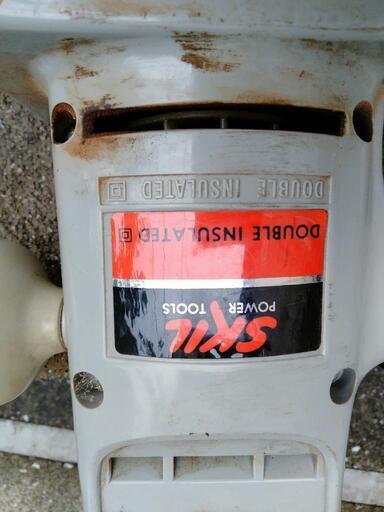 SKIL
POWER
TOOLS
DOUBLE INSULATED
DOUBLE INSULATED